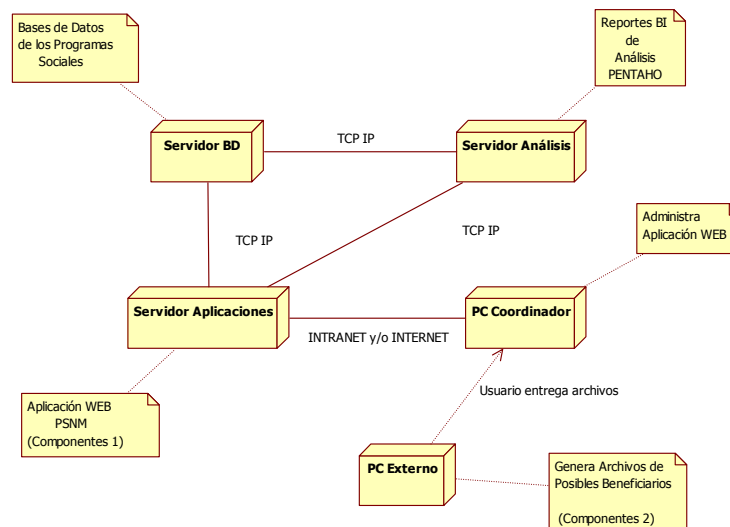 Bases de Datos
de los Programas
Sociales
Reportes BI
de
Análisis
PENTAHO
Servidor BD
TCP IP
Servidor Análisis
TCP IP
TCP IP
Administra
Aplicación WEB
Servidor Aplicaciones
INTRANET y/o INTERNET
PC Coordinador
Usuario entrega archivos
Aplicación WEB
PSNM
(Componentes 1)
PC Externo
Genera Archivos de
Posibles Beneficiarios
(Componentes 2)